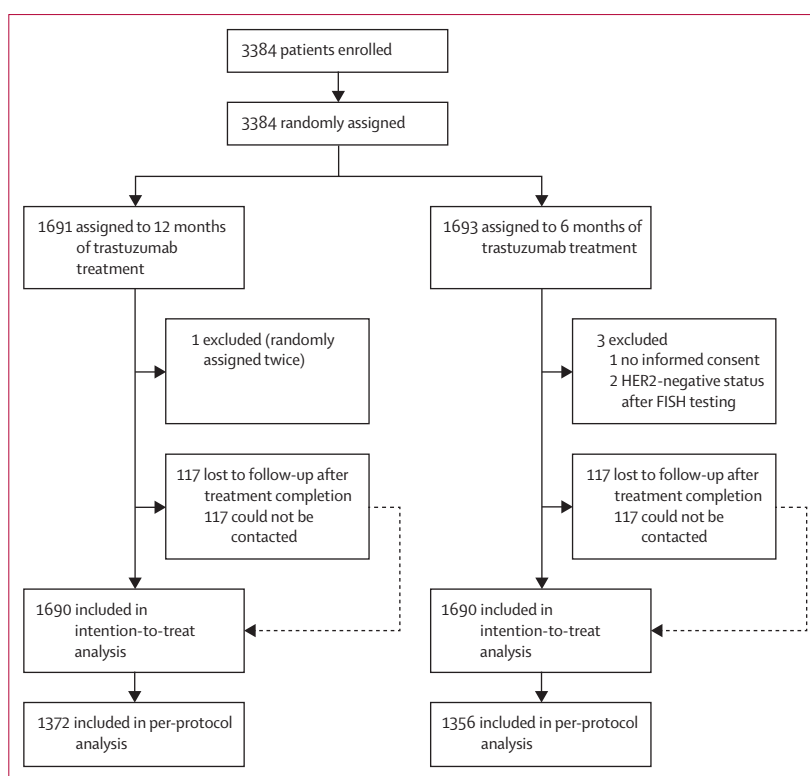 3384 patients enrolled
3384 randomly assigned
1691 assigned to 12 months
of trastuzumab
treatment
1693 assigned to 6 months of
trastuzumab treatment
1 excluded (randomly
assigned twice)
3 excluded
1 no informed consent
2 HER2-negative status
after FISH testing
117 lost to follow-up after
treatment completion
117 could not be
contacted
117 lost to follow-up after
treatment completion
117 could not be
contacted
1690 included in
intention-to-treat
analysis
1690 included in
intention-to-treat
analysis
1372 included in per-protocol
analysis
1356 included in per-protocol
analysis